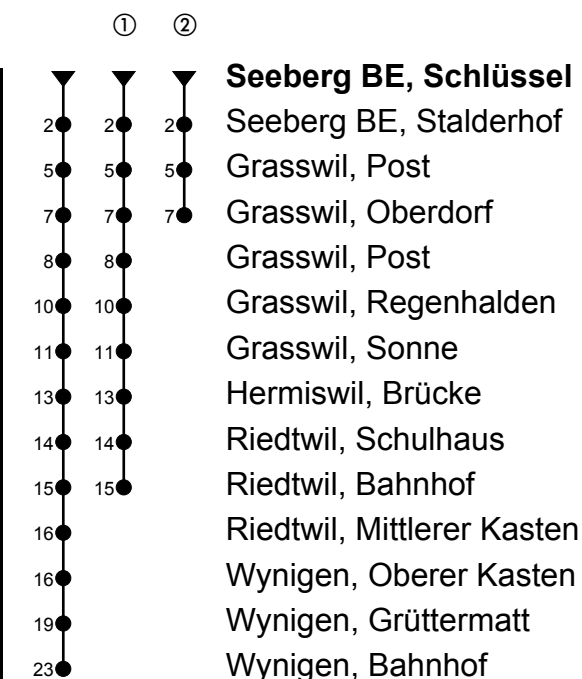 ① ②
Seeberg BE, Schlüssel
2 2 2 Seeberg BE, Stalderhof
5 5 5 Grasswil, Post
7 7 7 Grasswil, Oberdorf
8 8 Grasswil, Post
10 10 Grasswil, Regenhalden
11 11 Grasswil, Sonne
13 13 Hermiswil, Brücke
14 14 Riedtwil, Schulhaus
15 15 Riedtwil, Bahnhof
16 Riedtwil, Mittlerer Kasten
16 Wynigen, Oberer Kasten
19 Wynigen, Grüttermatt
23 Wynigen, Bahnhof